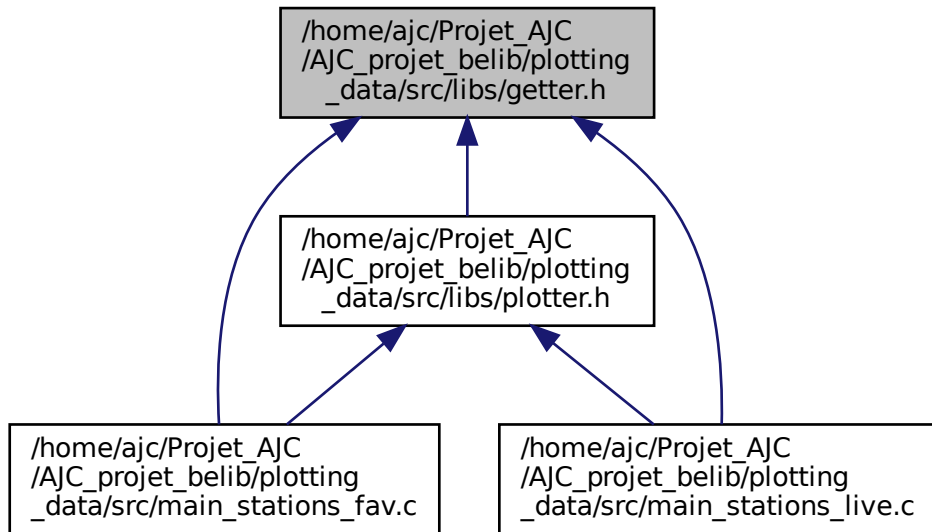 /home/ajc/Projet_AJC
/AJC_projet_belib/plotting
_data/src/libs/getter.h
/home/ajc/Projet_AJC
/AJC_projet_belib/plotting
_data/src/libs/plotter.h
/home/ajc/Projet_AJC
/AJC_projet_belib/plotting
_data/src/main_stations_fav.c
/home/ajc/Projet_AJC
/AJC_projet_belib/plotting
_data/src/main_stations_live.c